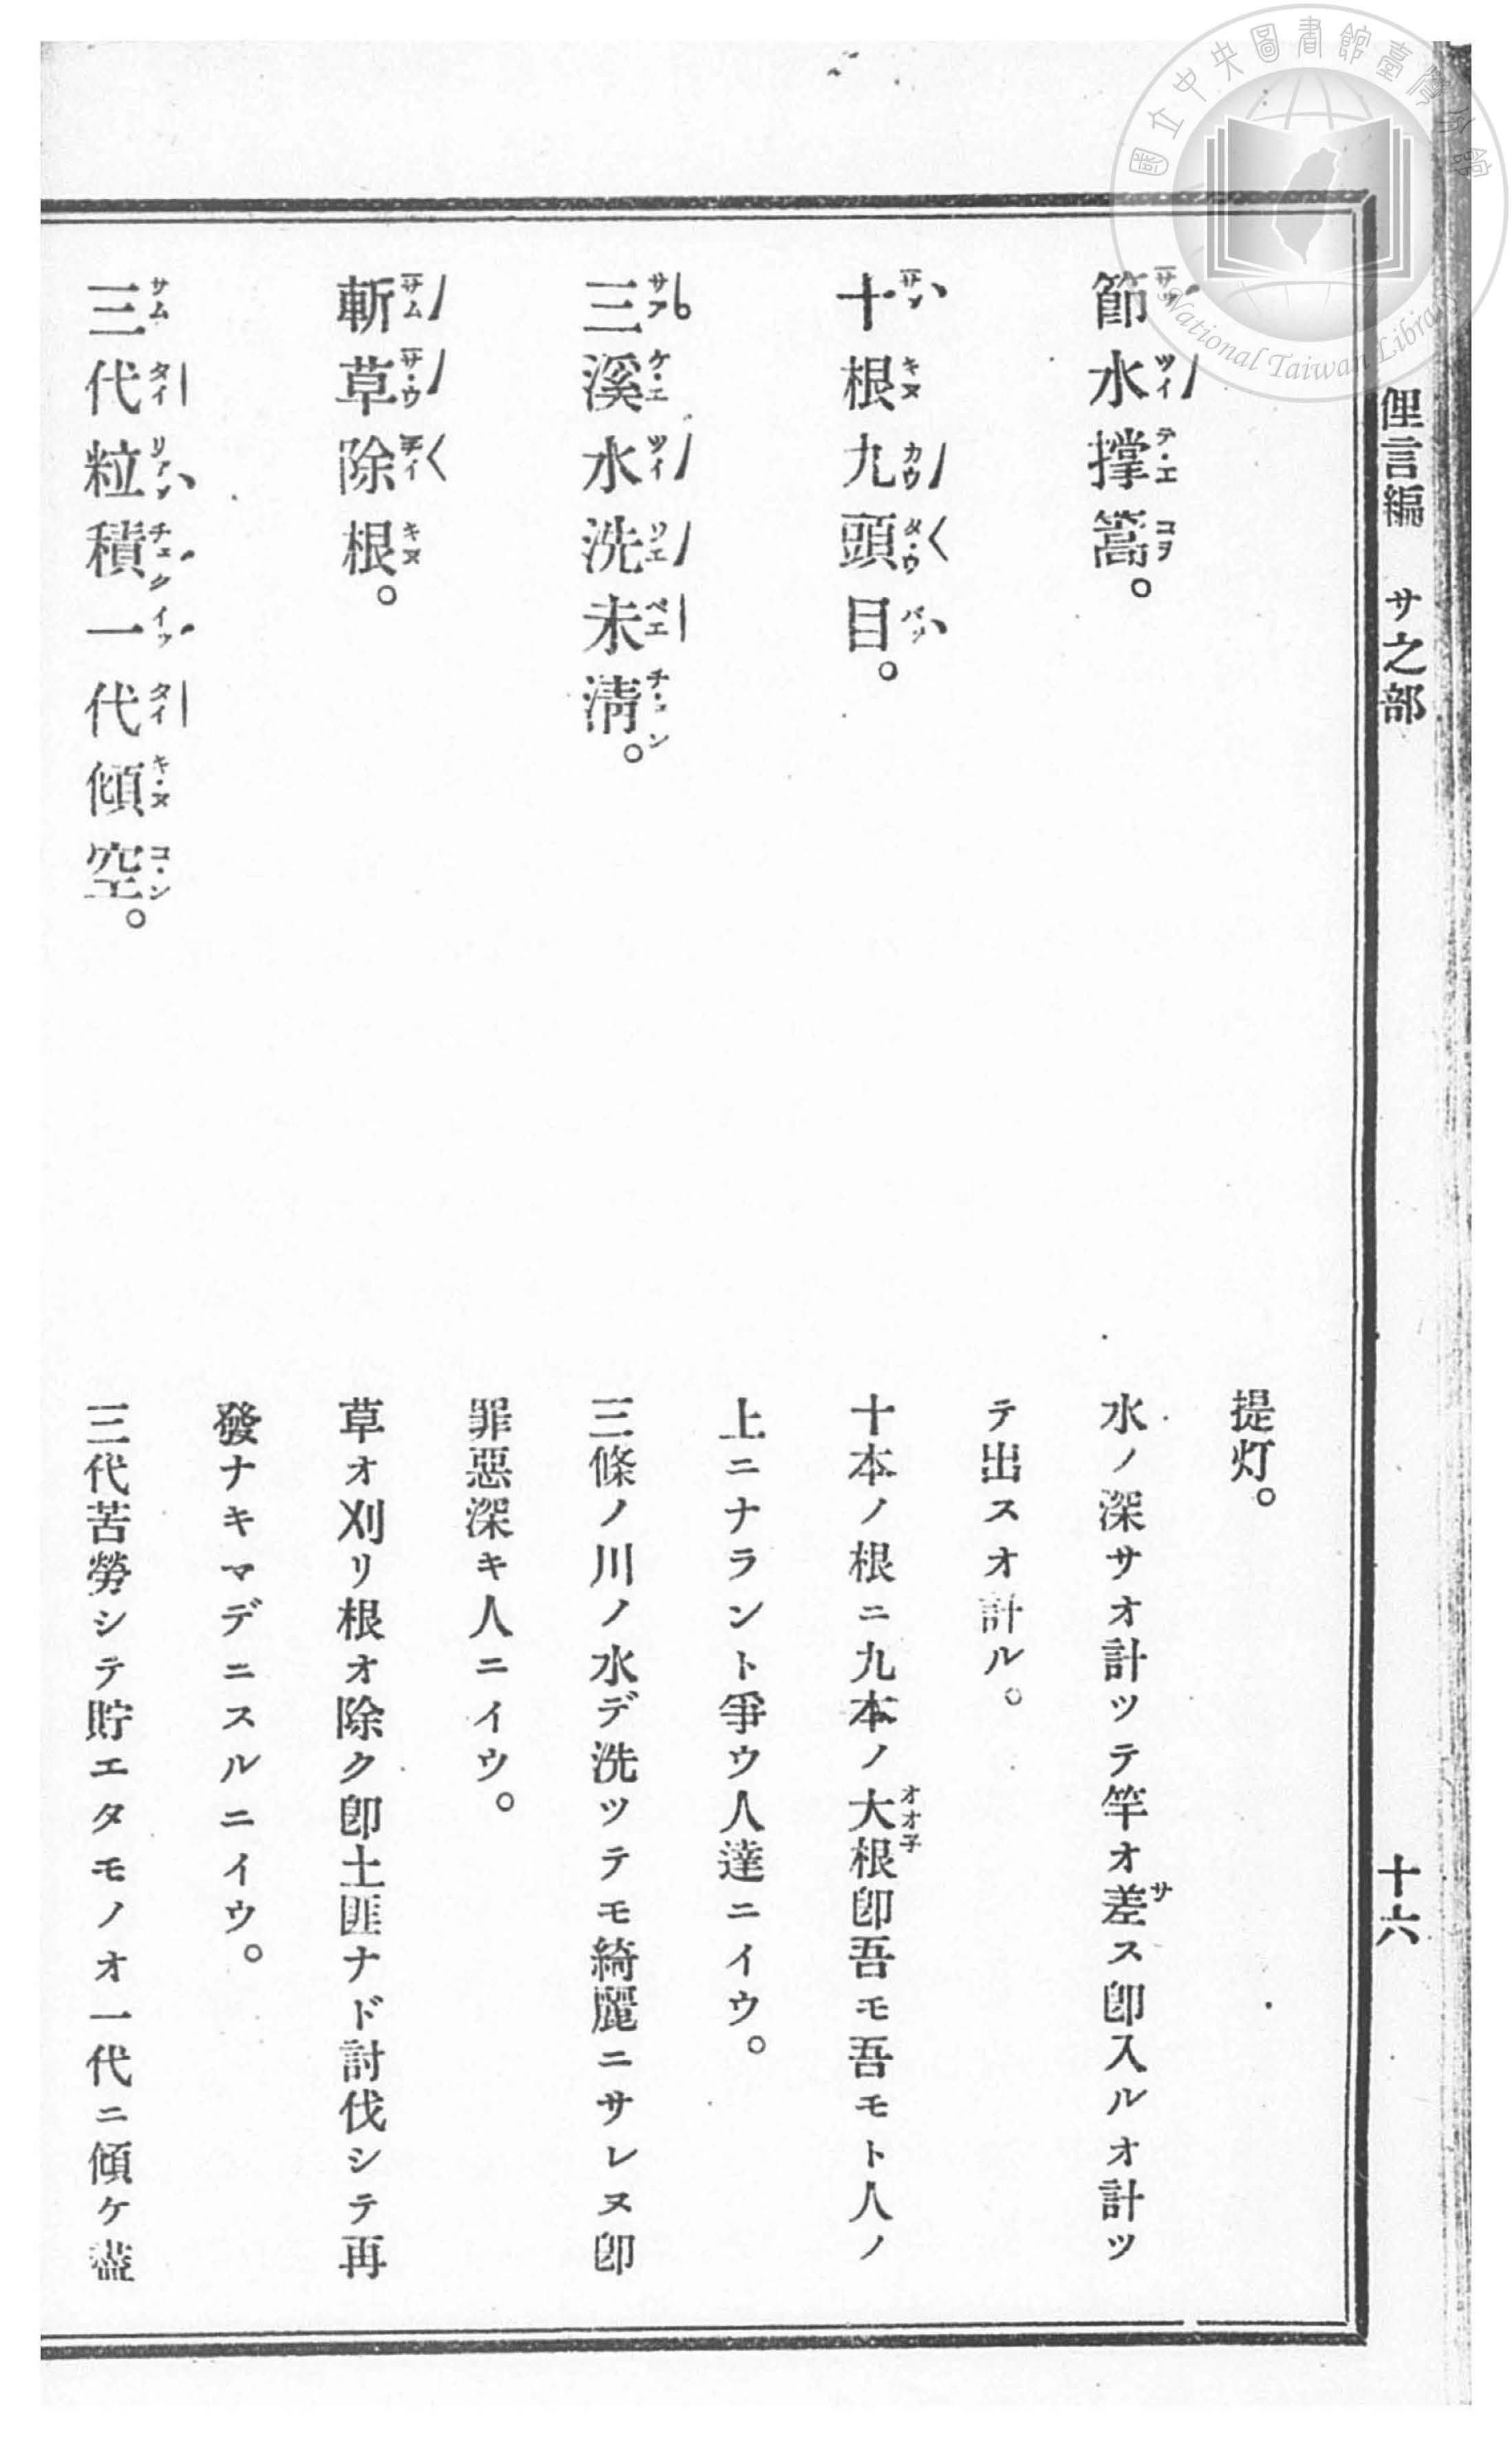 國立中央圖書館臺灣分館
National Taiwan Library
俚言編 サ之部 十六
提灯。
節水撑篙。
水ノ深サオ計ツテ竿オ差ス卽入ルオ計ツ
テ出スオ計ル。
十根九頭目。
十本ノ根ニ九本ノ大根卽吾モ吾モト人ノ
上ニナラント爭ウ人達ニイウ。
三溪水洗未淸。
三條ノ川ノ水デ洗ツテモ綺麗ニサレヌ卽
罪惡深キ人ニイウ。
斬草除根。
草オ刈リ根オ除ク卽土匪ナド討伐シテ再
發ナキマデニスルニイウ。
三代粒積一代傾空。
三代苦勞シテ貯エタモノオ一代ニ傾ケ盡